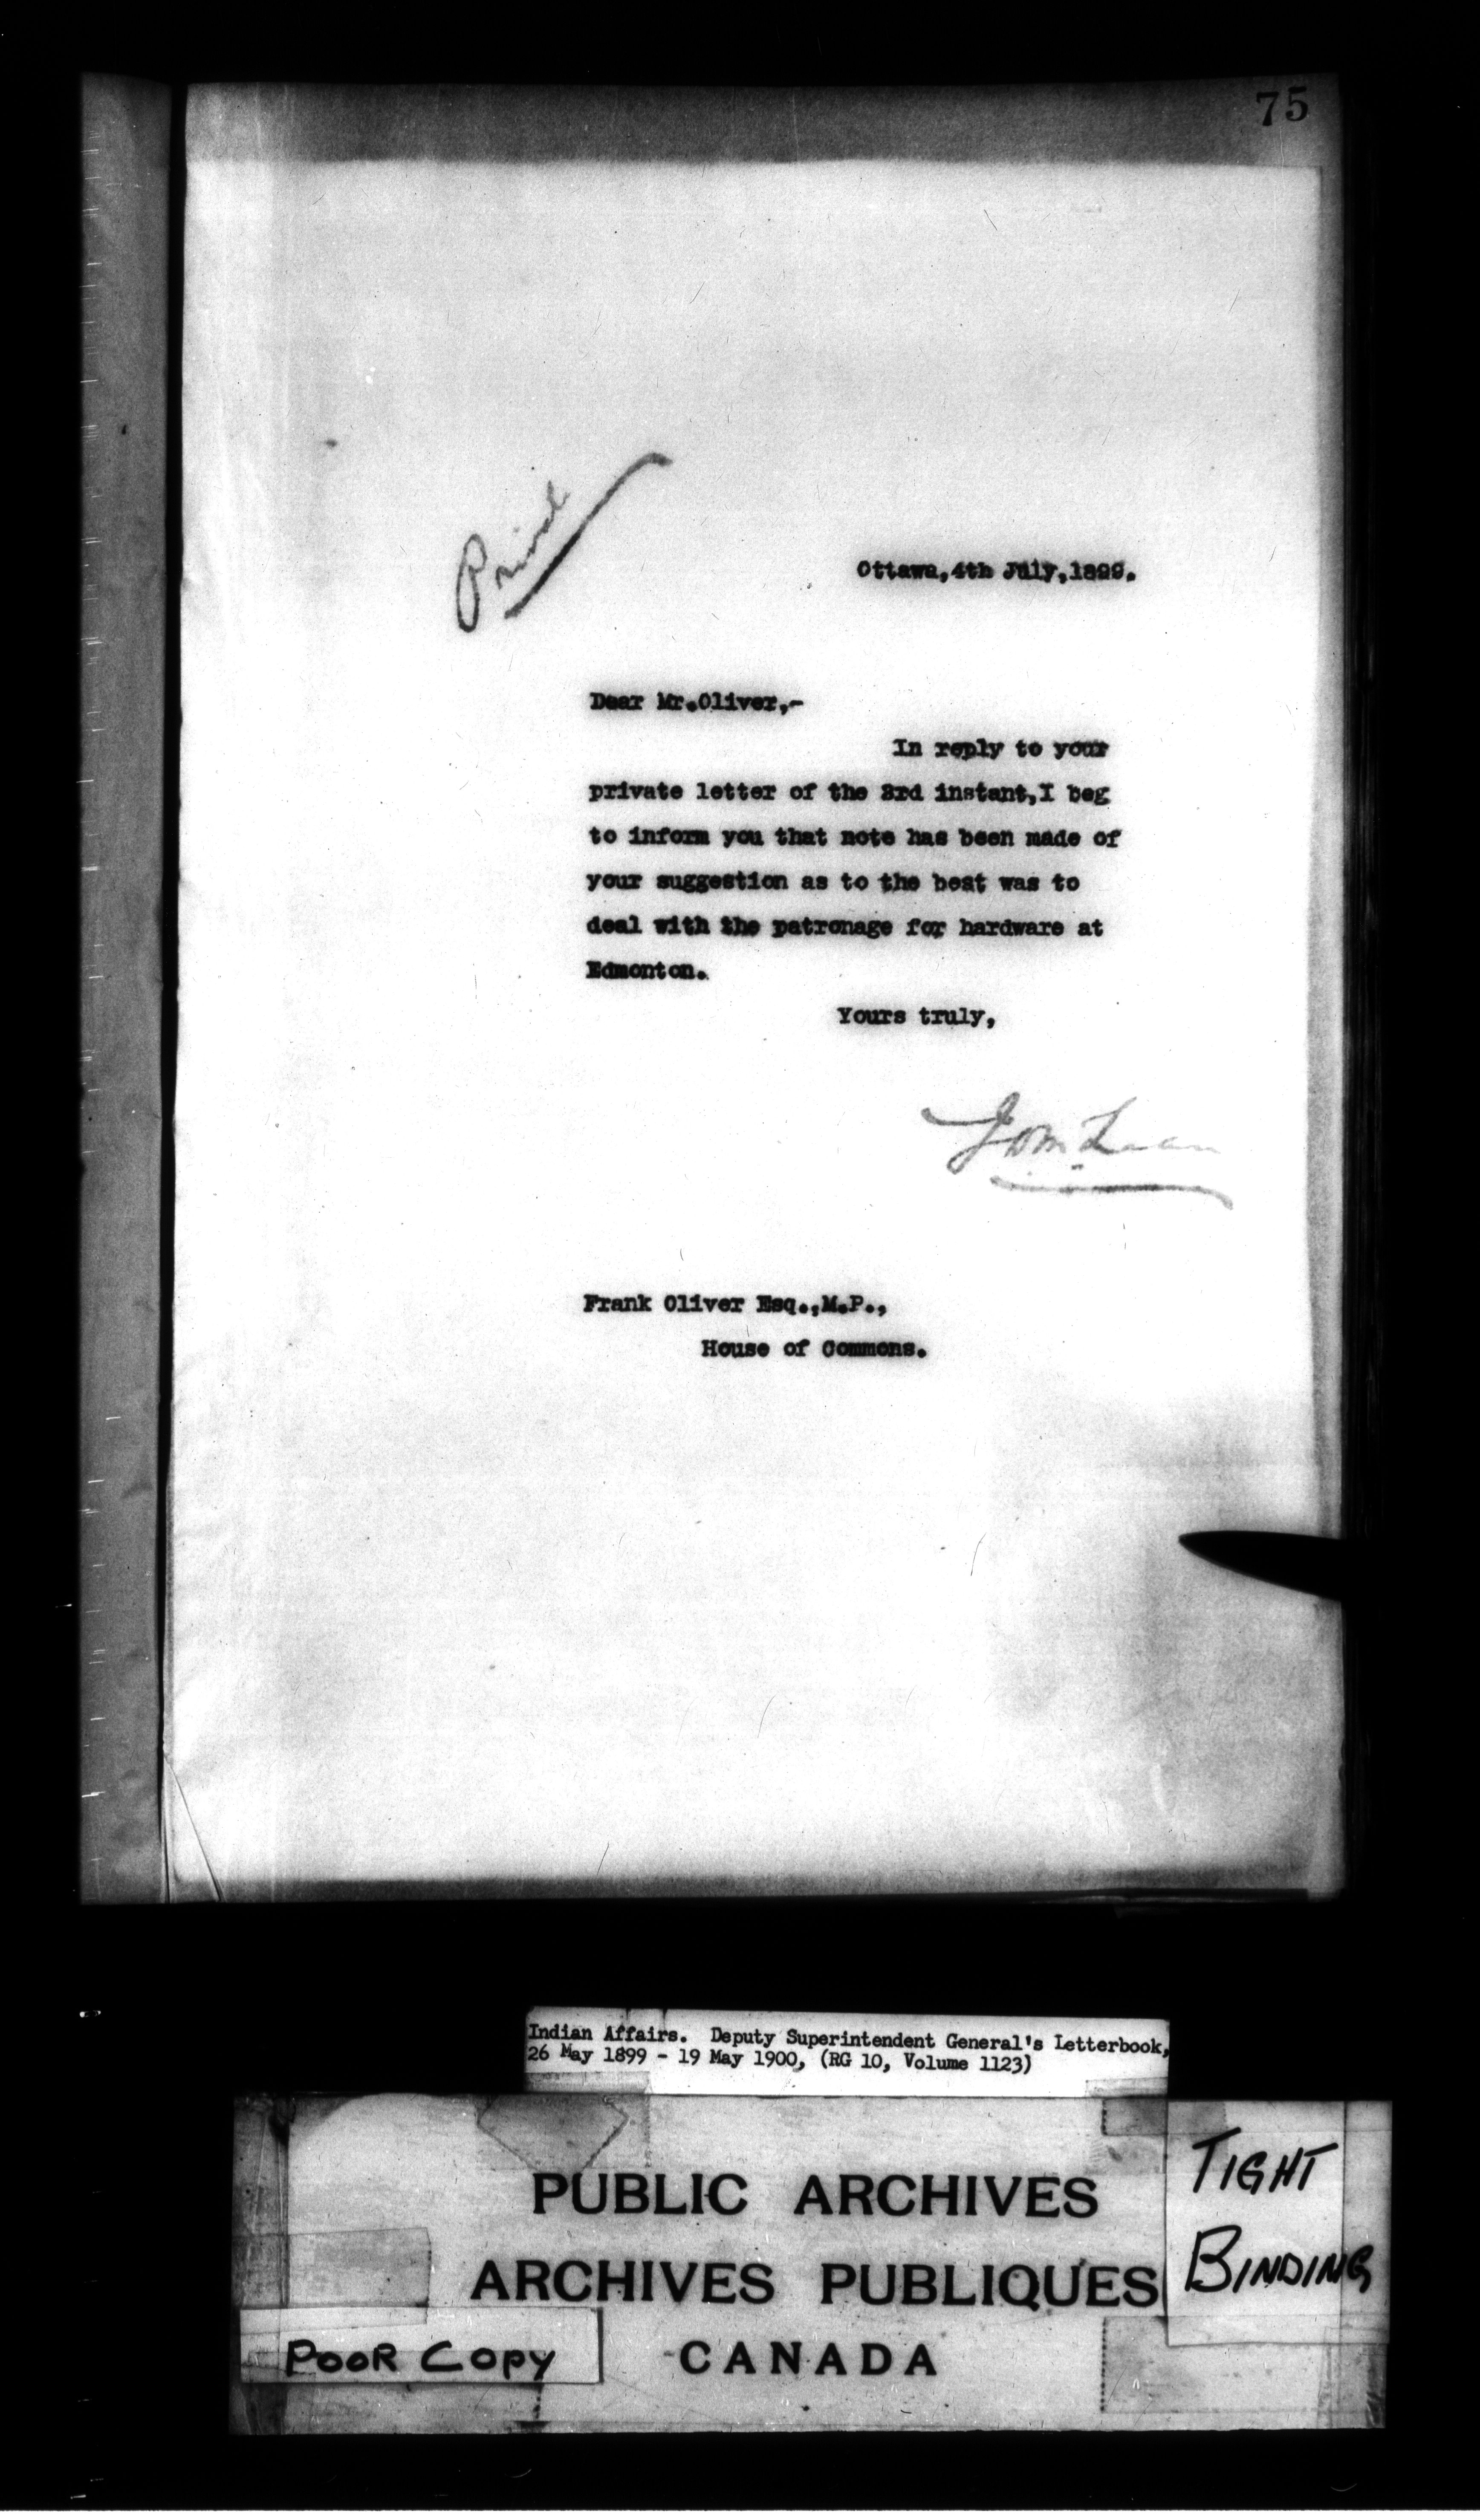 75
Ottawa, 4th July, 1899.
Dear Mr. Oliver,-
In reply to your
private letter of the 3rd instant, I beg
to inform you that note has been made of
your suggestion as to the best was to
deal with the patronage for hardware at
Edmonton.
Yours truly,
J D McLean
Frank Oliver Esq., M.P.,
House of Commons.
Indian Affairs. Deputy Superintendent General's Letterbook,
26 May 1899 - 19 May 1900, (RG 10, Volume 1123)
PUBLIC ARCHIVES
ARCHIVES PUBLIQUES
CANADA
TIGHT
BINDING
POOR COPY